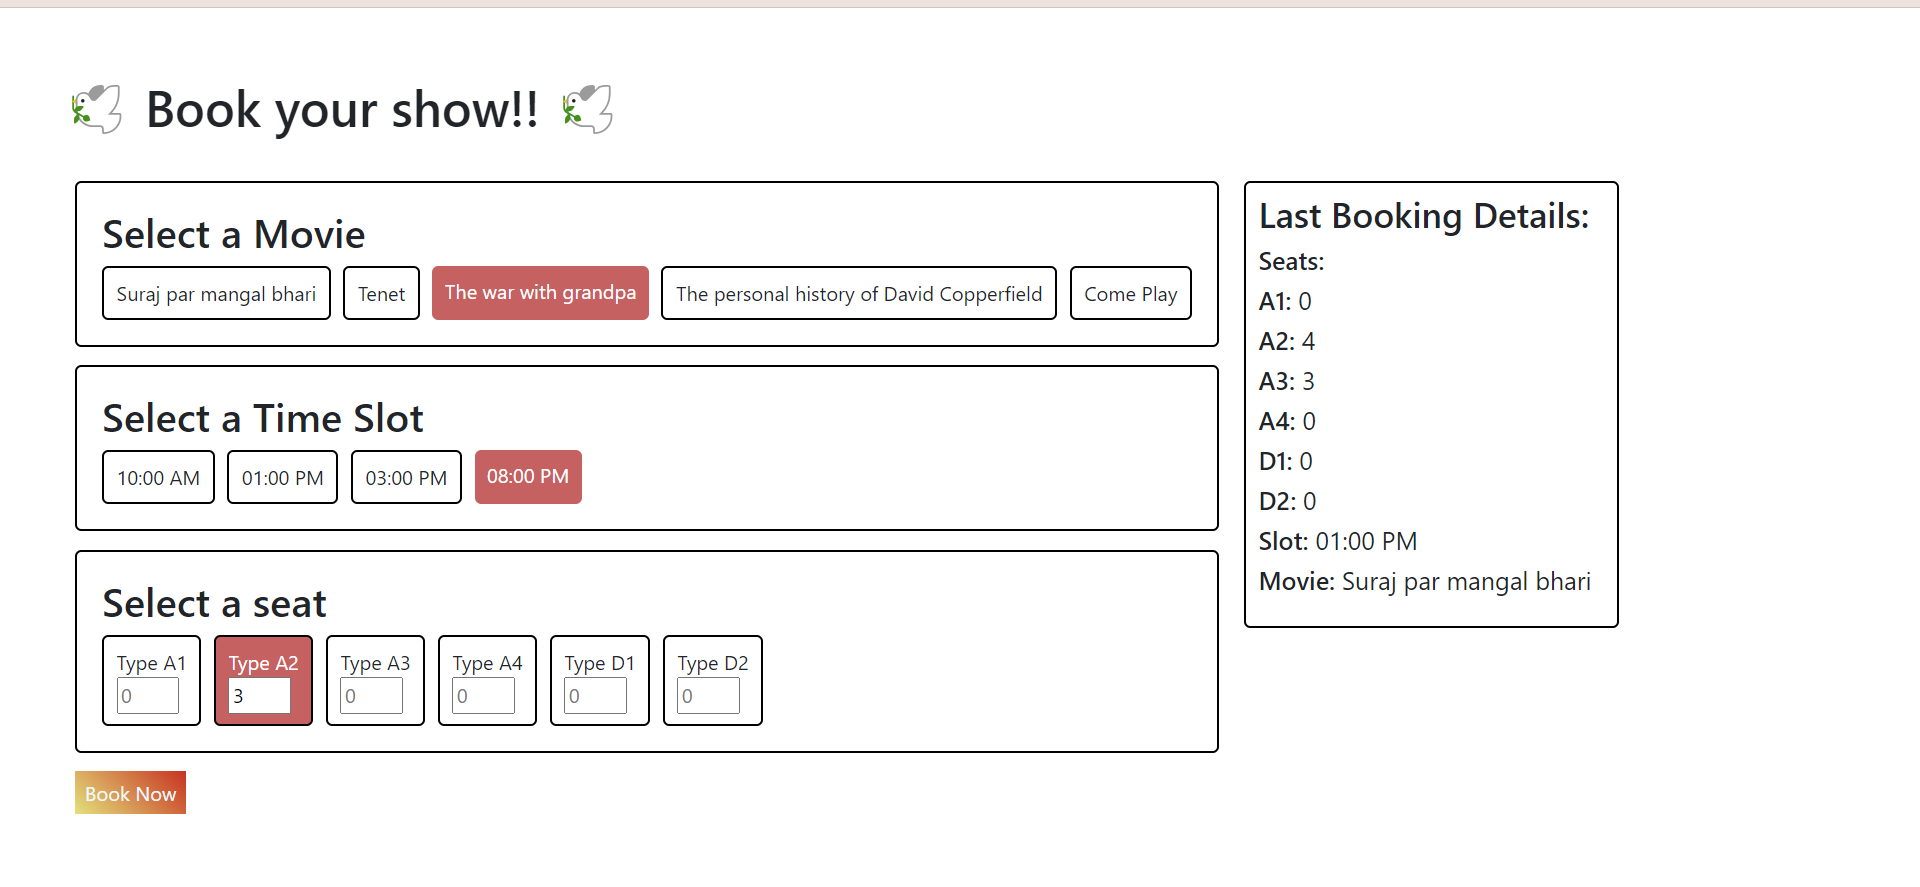 🕊 Book your show!! 🕊
Select a Movie
Suraj par mangal bhari Tenet The war with grandpa The personal history of David Copperfield Come Play
Select a Time Slot
10:00 AM 01:00 PM 03:00 PM 08:00 PM
Select a seat
Type A1 Type A2 Type A3 Type A4 Type D1 Type D2
0 3 0 0 0 0
Book Now
Last Booking Details:
Seats:
A1: 0
A2: 4
A3: 3
A4: 0
D1: 0
D2: 0
Slot: 01:00 PM
Movie: Suraj par mangal bhari